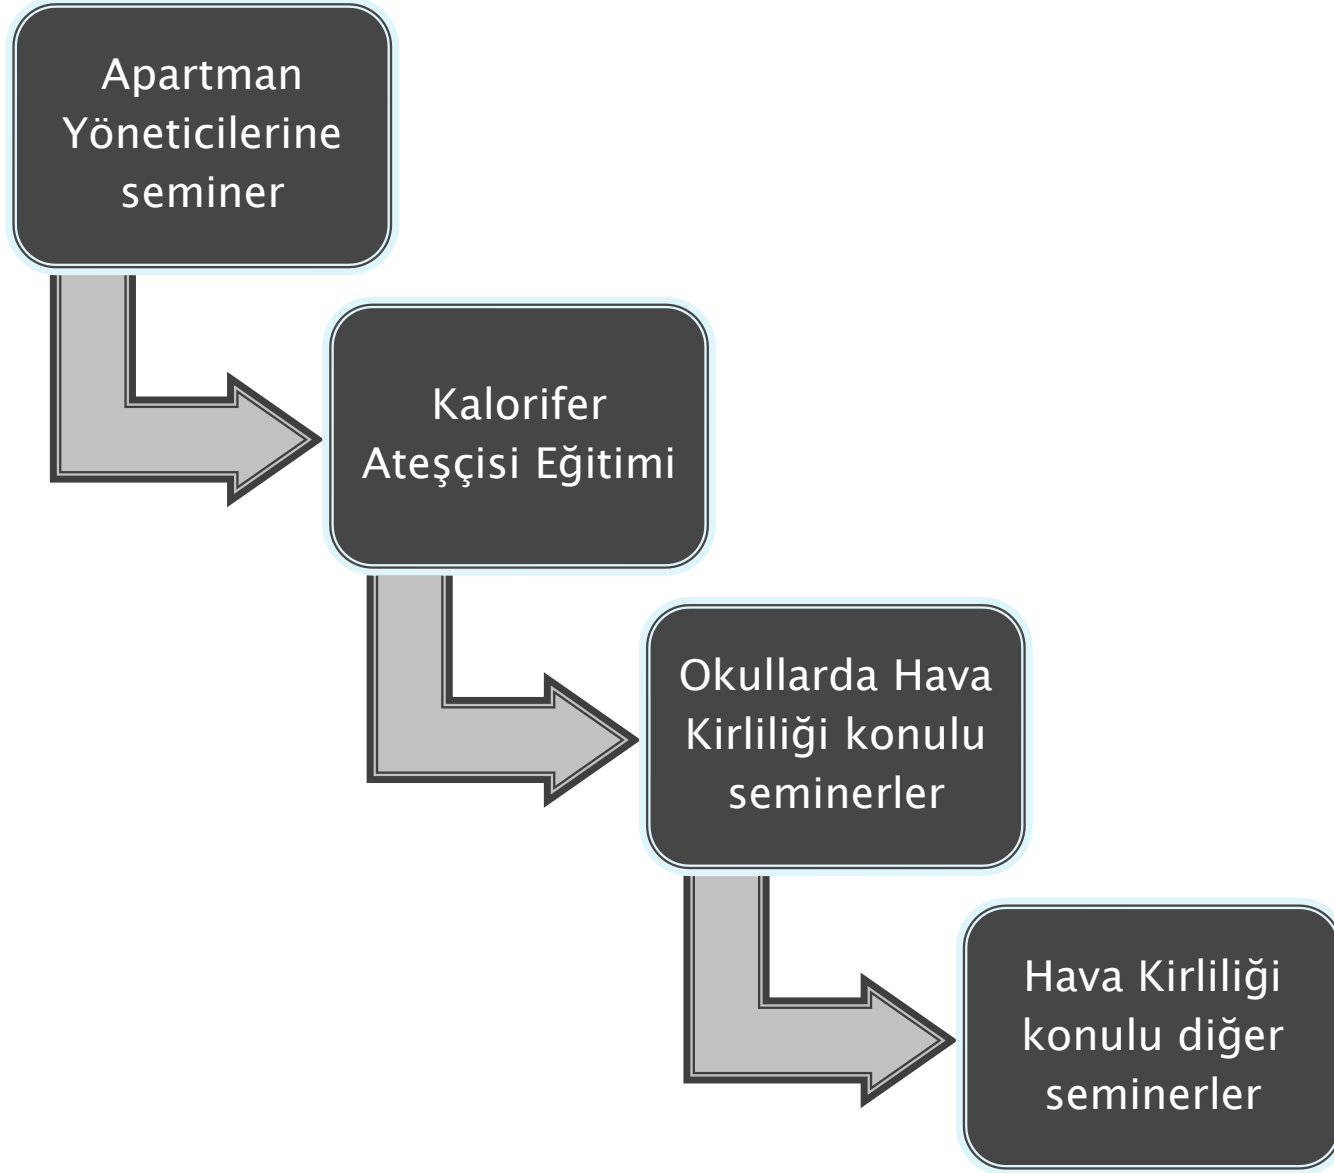 Apartman
Yöneticilerine
seminer
Kalorifer
Ateşçisi Eğitimi
Okullarda Hava
Kirliliği konulu
seminerler
Hava Kirliliği
konulu diğer
seminerler